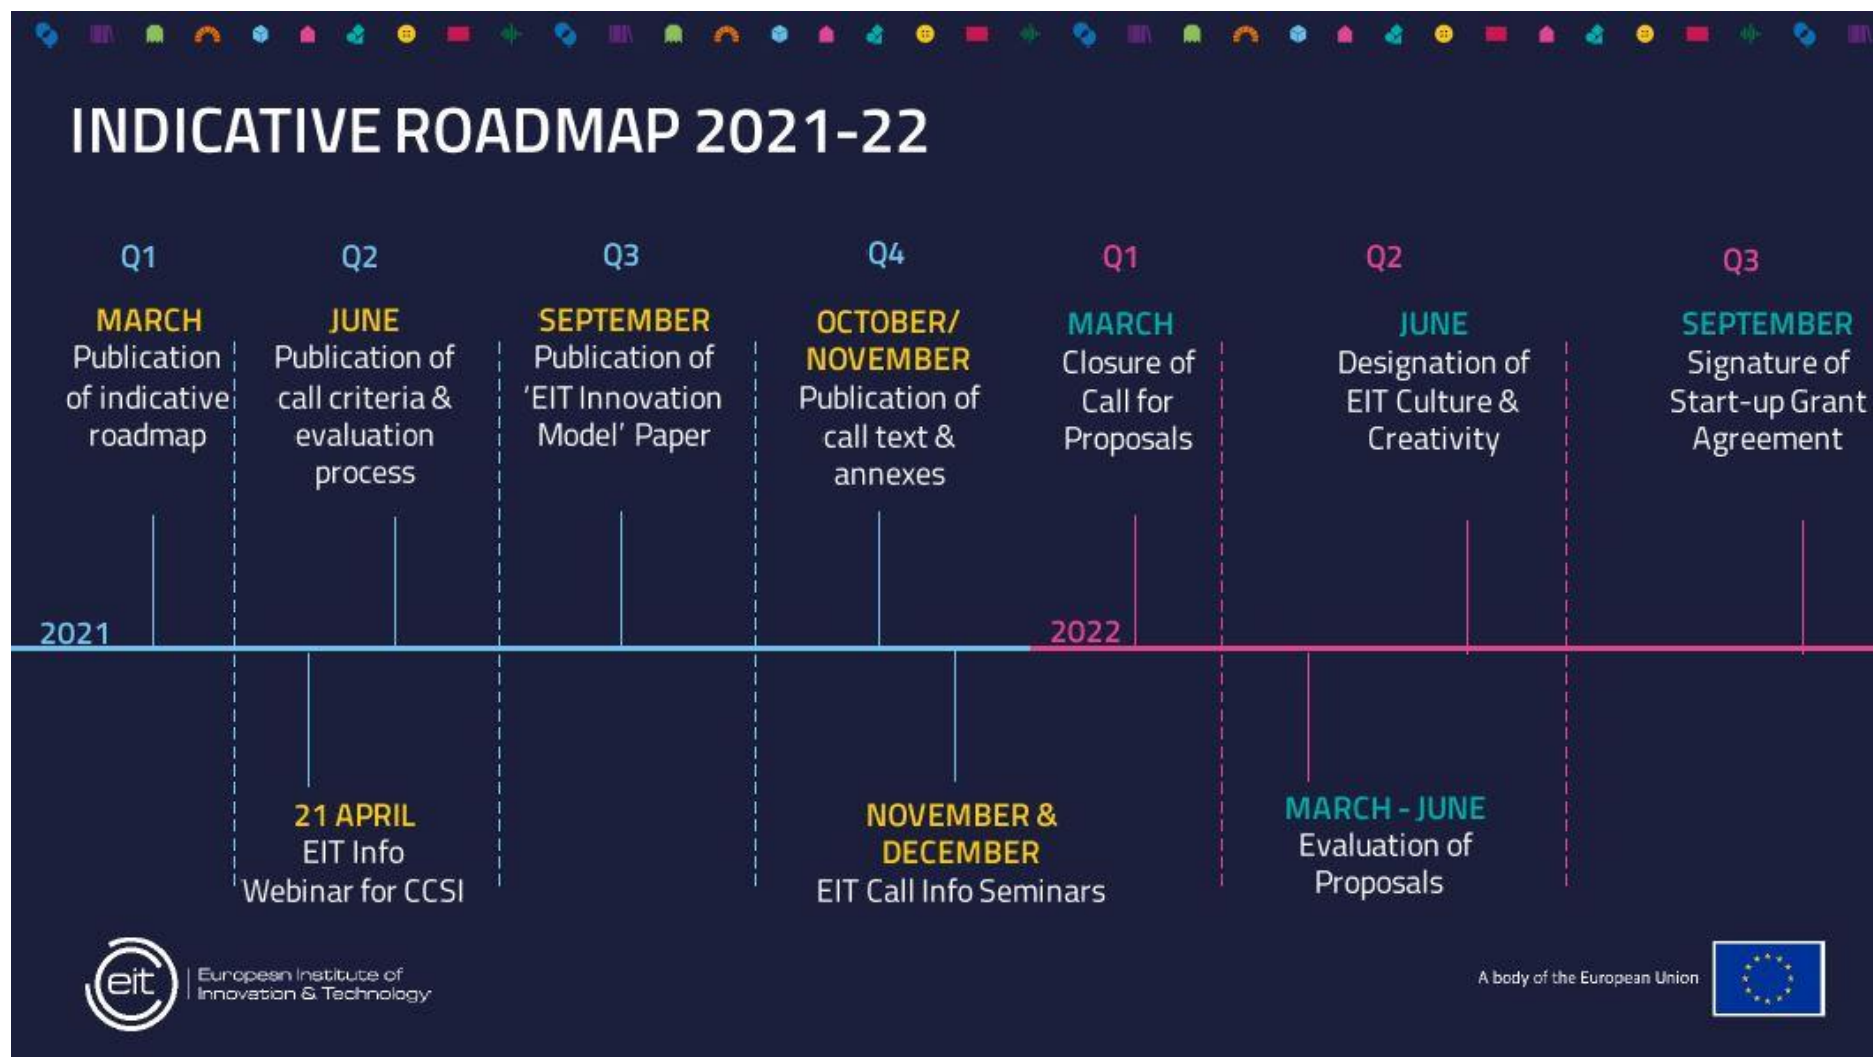 INDICATIVE ROADMAP 2021-22
Q1
MARCH
Publication
of indicative
roadmap
Q2
JUNE
Publication of
call criteria &
evaluation
process
Q3
SEPTEMBER
Publication of
'EIT Innovation
Model' Paper
Q4
OCTOBER/
NOVEMBER
Publication of
call text &
annexes
Q1
MARCH
Closure of
Call for
Proposals
Q2
JUNE
Designation of
EIT Culture &
Creativity
Q3
SEPTEMBER
Signature of
Start-up Grant
Agreement
2021
2022
21 APRIL
EIT Info
Webinar for CCSI
NOVEMBER &
DECEMBER
EIT Call Info Seminars
MARCH - JUNE
Evaluation of
Proposals
eit
European Institute of
Innovation & Technology
A body of the European Union